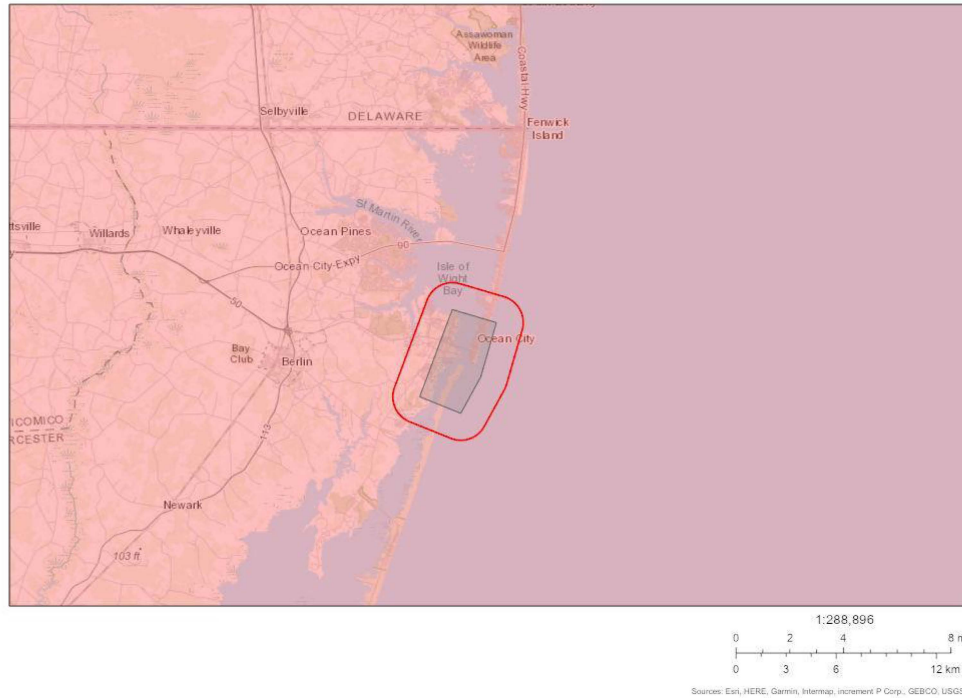 Assawoman
Wildlife
Area
Coastal Hwy
Selbyville
DELAWARE
Fenwick
Island
St Martin River
ttsville
Willards
Whaleyville
Ocean Pines
90
Ocean City Expy
Isle of
Wight
Bay
50
Ocean City
Bay
Club
Berlin
ICOMICO
RCESTER
113
Newark
103 ft
1:288,896
0 2 4 8 m
0 3 6 12 km
Sources: Esri, HERE, Garmin, Intermap, increment P Corp., GEBCO, USGS